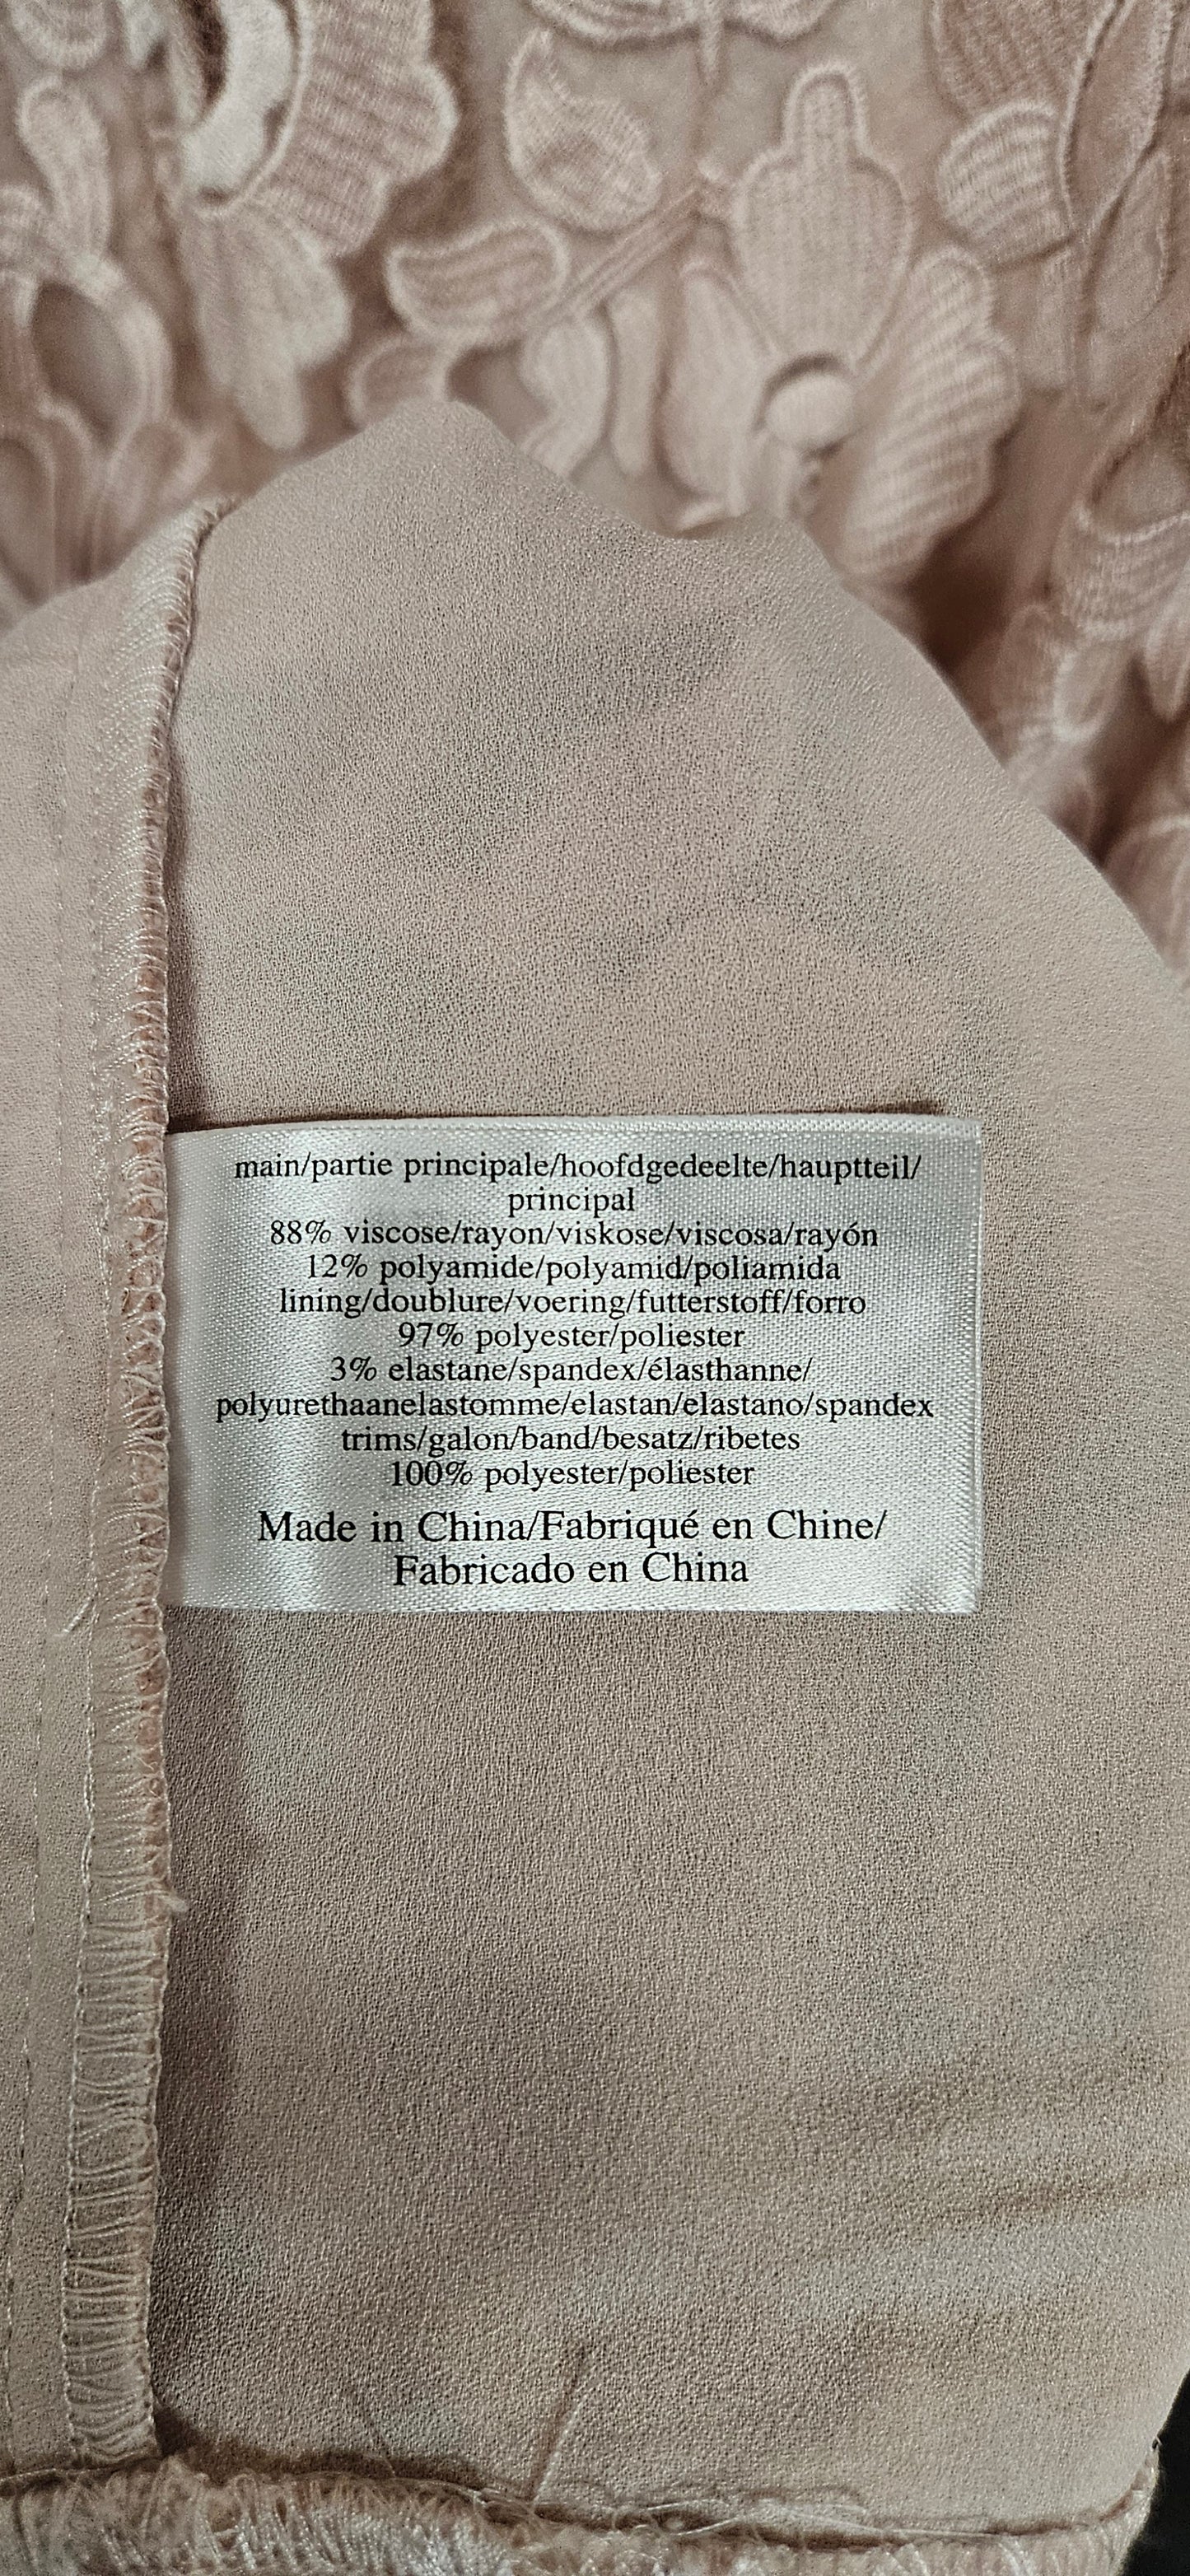 main/partie principale/hoofdgedeelte/hauptteil/
principal
88% viscose/rayon/viskose/viscosa/rayón
12% polyamide/polyamid/poliamida
lining/doublure/voering/futterstoff/forro
97% polyester/poliester
3% elastane/spandex/élasthanne/
polyurethaanelastomme/elastan/elastano/spandex
trims/galon/band/besatz/ribetes
100% polyester/poliester
Made in China/Fabriqué en Chine/
Fabricado en China